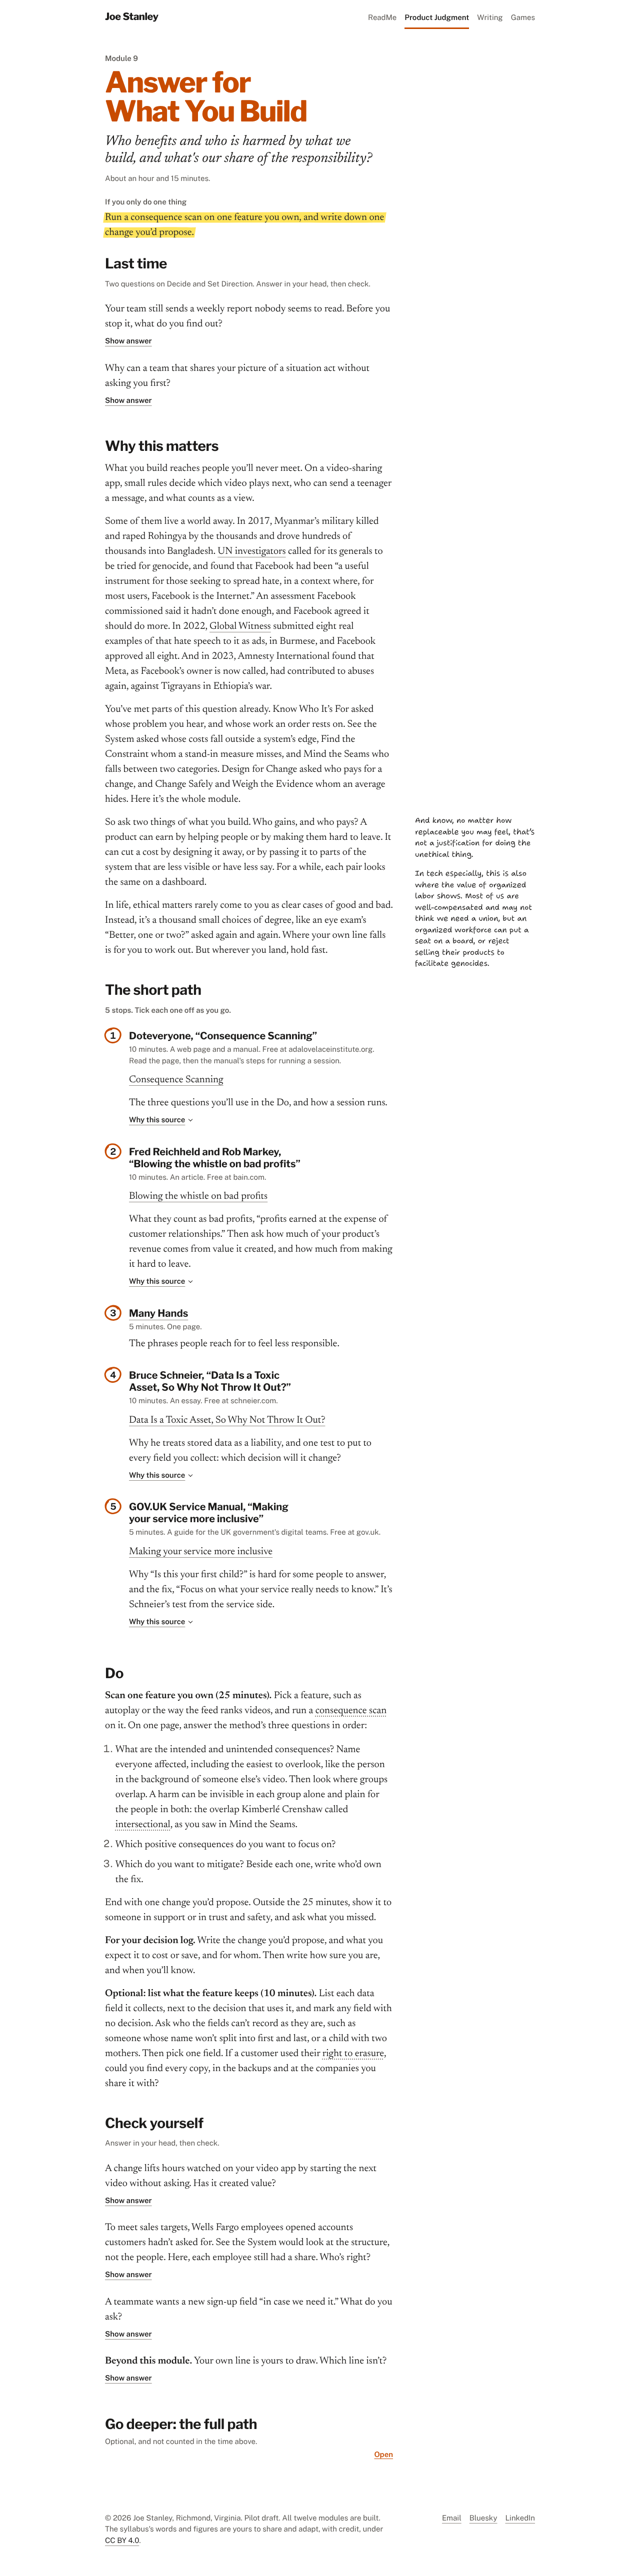 Joe Stanley
ReadMe Product Judgment Writing Games
Module 9
Answer for
What You Build
Who benefits and who is harmed by what we
build, and what's our share of the responsibility?
About an hour and 15 minutes.
If you only do one thing
Run a consequence scan on one feature you own, and write down one
change you'd propose.
Last time
Two questions on Decide and Set Direction. Answer in your head, then check.
Your team still sends a weekly report nobody seems to read. Before you
stop it, what do you find out?
Show answer
Why can a team that shares your picture of a situation act without
asking you first?
Show answer
Why this matters
What you build reaches people you'll never meet. On a video-sharing
app, small rules decide which video plays next, who can send a teenager
a message, and what counts as a view.
Some of them live a world away. In 2017, Myanmar's military killed
and raped Rohingya by the thousands and drove hundreds of
thousands into Bangladesh. UN investigators called for its generals to
be tried for genocide, and found that Facebook had been “a useful
instrument for those seeking to spread hate, in a context where, for
most users, Facebook is the Internet.” An assessment Facebook
commissioned said it hadn't done enough, and Facebook agreed it
should do more. In 2022, Global Witness submitted eight real
examples of that hate speech to it as ads, in Burmese, and Facebook
approved all eight. And in 2023, Amnesty International found that
Meta, as Facebook's owner is now called, had contributed to abuses
again, against Tigrayans in Ethiopia's war.
You've met parts of this question already. Know Who It's For asked
whose problem you hear, and whose work an order rests on. See the
System asked whose costs fall outside a system's edge, Find the
Constraint whom a stand-in measure misses, and Mind the Seams who
falls between two categories. Design for Change asked who pays for a
change, and Change Safely and Weigh the Evidence whom an average
hides. Here it's the whole module.
So ask two things of what you build. Who gains, and who pays? A
product can earn by helping people or by making them hard to leave. It
can cut a cost by designing it away, or by passing it to parts of the
system that are less visible or have less say. For a while, each pair looks
the same on a dashboard.
And know, no matter how
replaceable you may feel, that's
not a justification for doing the
unethical thing.
In tech especially, this is also
where the value of organized
labor shows. Most of us are
well-compensated and may not
think we need a union, but an
organized workforce can put a
seat on a board, or reject
selling their products to
facilitate genocides.
In life, ethical matters rarely come to you as clear cases of good and bad.
Instead, it's a thousand small choices of degree, like an eye exam's
“Better, one or two?” asked again and again. Where your own line falls
is for you to work out. But wherever you land, hold fast.
The short path
5 stops. Tick each one off as you go.
1
Doteveryone, “Consequence Scanning”
10 minutes. A web page and a manual. Free at adalovelaceinstitute.org.
Read the page, then the manual's steps for running a session.
Consequence Scanning
The three questions you'll use in the Do, and how a session runs.
Why this source
2
Fred Reichheld and Rob Markey,
“Blowing the whistle on bad profits”
10 minutes. An article. Free at bain.com.
Blowing the whistle on bad profits
What they count as bad profits, “profits earned at the expense of
customer relationships.” Then ask how much of your product's
revenue comes from value it created, and how much from making
it hard to leave.
Why this source
3
Many Hands
5 minutes. One page.
The phrases people reach for to feel less responsible.
4
Bruce Schneier, “Data Is a Toxic
Asset, So Why Not Throw It Out?”
10 minutes. An essay. Free at schneier.com.
Data Is a Toxic Asset, So Why Not Throw It Out?
Why he treats stored data as a liability, and one test to put to
every field you collect: which decision will it change?
Why this source
5
GOV.UK Service Manual, “Making
your service more inclusive”
5 minutes. A guide for the UK government's digital teams. Free at gov.uk.
Making your service more inclusive
Why “Is this your first child?” is hard for some people to answer,
and the fix, “Focus on what your service really needs to know.” It's
Schneier's test from the service side.
Why this source
Do
Scan one feature you own (25 minutes). Pick a feature, such as
autoplay or the way the feed ranks videos, and run a consequence scan
on it. On one page, answer the method's three questions in order:
1. What are the intended and unintended consequences? Name
everyone affected, including the easiest to overlook, like the person
in the background of someone else's video. Then look where groups
overlap. A harm can be invisible in each group alone and plain for
the people in both: the overlap Kimberlé Crenshaw called
intersectional, as you saw in Mind the Seams.
2. Which positive consequences do you want to focus on?
3. Which do you want to mitigate? Beside each one, write who'd own
the fix.
End with one change you'd propose. Outside the 25 minutes, show it to
someone in support or in trust and safety, and ask what you missed.
For your decision log. Write the change you'd propose, and what you
expect it to cost or save, and for whom. Then write how sure you are,
and when you'll know.
Optional: list what the feature keeps (10 minutes). List each data
field it collects, next to the decision that uses it, and mark any field with
no decision. Ask who the fields can't record as they are, such as
someone whose name won't split into first and last, or a child with two
mothers. Then pick one field. If a customer used their right to erasure,
could you find every copy, in the backups and at the companies you
share it with?
Check yourself
Answer in your head, then check.
A change lifts hours watched on your video app by starting the next
video without asking. Has it created value?
Show answer
To meet sales targets, Wells Fargo employees opened accounts
customers hadn't asked for. See the System would look at the structure,
not the people. Here, each employee still had a share. Who's right?
Show answer
A teammate wants a new sign-up field “in case we need it.” What do you
ask?
Show answer
Beyond this module. Your own line is yours to draw. Which line isn't?
Show answer
Go deeper: the full path
Optional, and not counted in the time above.
Open
© 2026 Joe Stanley, Richmond, Virginia. Pilot draft. All twelve modules are built.
The syllabus's words and figures are yours to share and adapt, with credit, under
CC BY 4.0.
Email Bluesky LinkedIn